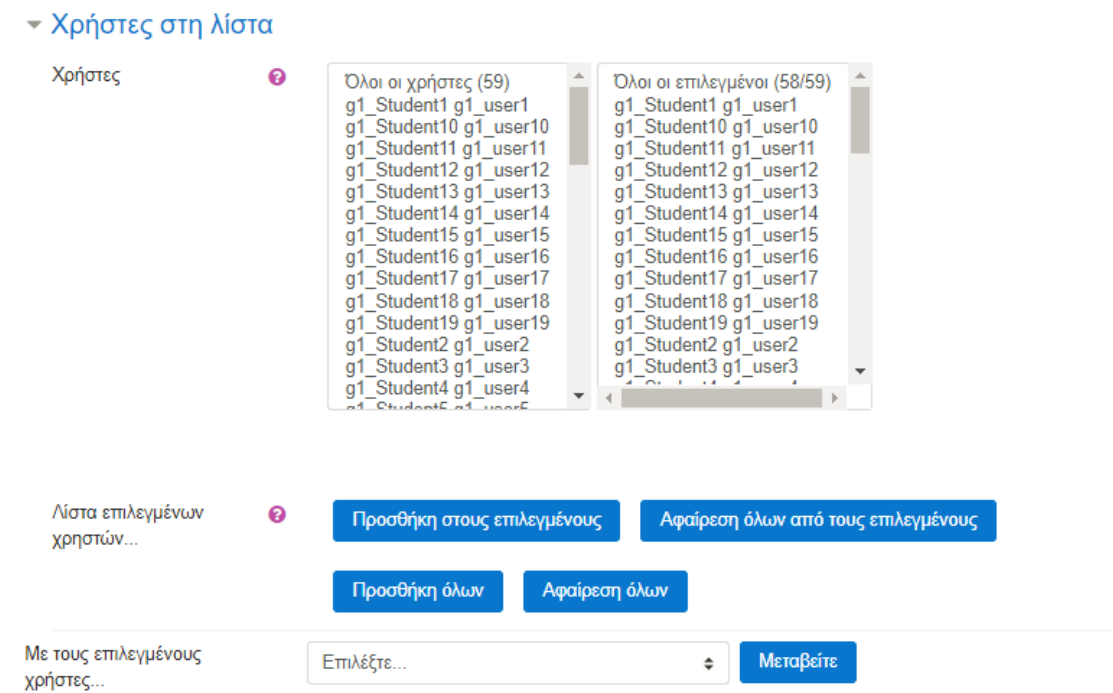 Χρήστες στη λίστα
Χρήστες
Όλοι οι χρήστες (59)
g1_Student1 g1_user1
g1_Student10 g1_user10
g1_Student11 g1_user11
g1_Student12 g1_user12
g1_Student13 g1_user13
g1_Student14 g1_user14
g1_Student15 g1_user15
g1_Student16 g1_user16
g1_Student17 g1_user17
g1_Student18 g1_user18
g1_Student19 g1_user19
g1_Student2 g1_user2
g1_Student3 g1_user3
g1_Student4 g1_user4
g1_Student5 g1_user5
Όλοι οι επιλεγμένοι (58/59)
g1_Student1 g1_user1
g1_Student10 g1_user10
g1_Student11 g1_user11
g1_Student12 g1_user12
g1_Student13 g1_user13
g1_Student14 g1_user14
g1_Student15 g1_user15
g1_Student16 g1_user16
g1_Student17 g1_user17
g1_Student18 g1_user18
g1_Student19 g1_user19
g1_Student2 g1_user2
g1_Student3 g1_user3
Λίστα επιλεγμένων
χρηστών...
Προσθήκη στους επιλεγμένους
Αφαίρεση όλων από τους επιλεγμένους
Προσθήκη όλων
Αφαίρεση όλων
Με τους επιλεγμένους
χρήστες...
Επιλέξτε...
Μεταβείτε